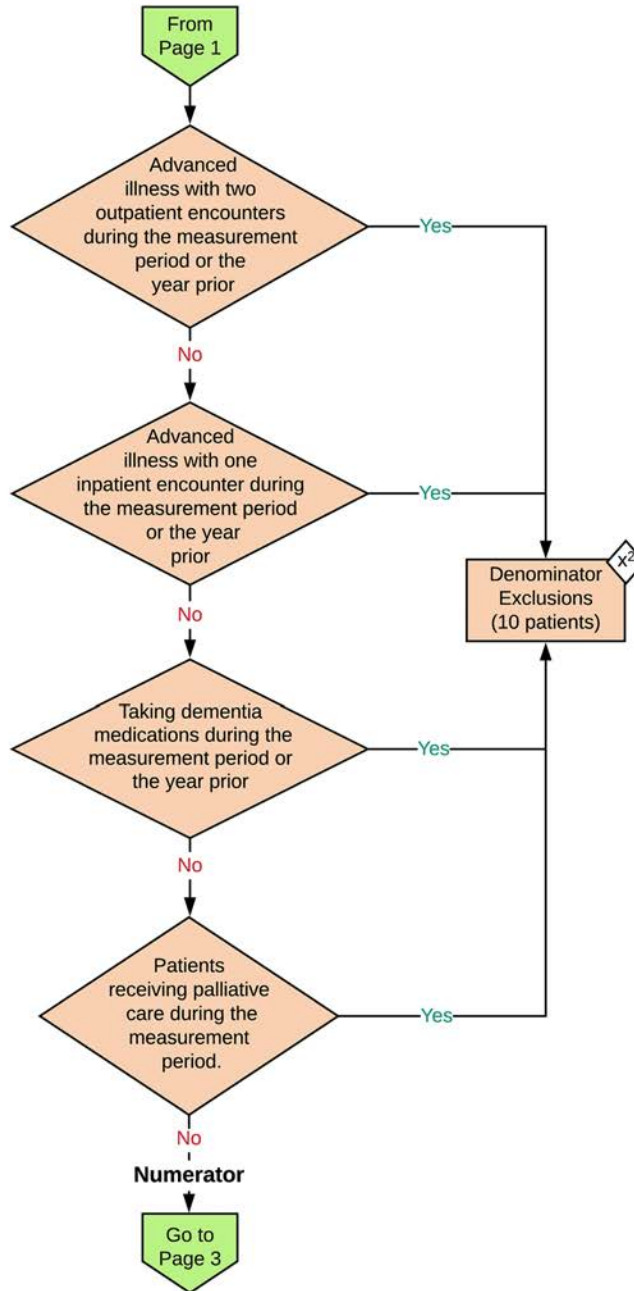 From
Page 1
Advanced
illness with two
outpatient encounters
during the measurement
period or the
year prior
Yes
No
Advanced
illness with one
inpatient encounter during
the measurement period
or the year
prior
Yes
x²
Denominator
Exclusions
(10 patients)
No
Taking dementia
medications during the
measurement period or
the year prior
Yes
No
Patients
receiving palliative
care during the
measurement
period.
Yes
No
Numerator
Go to
Page 3